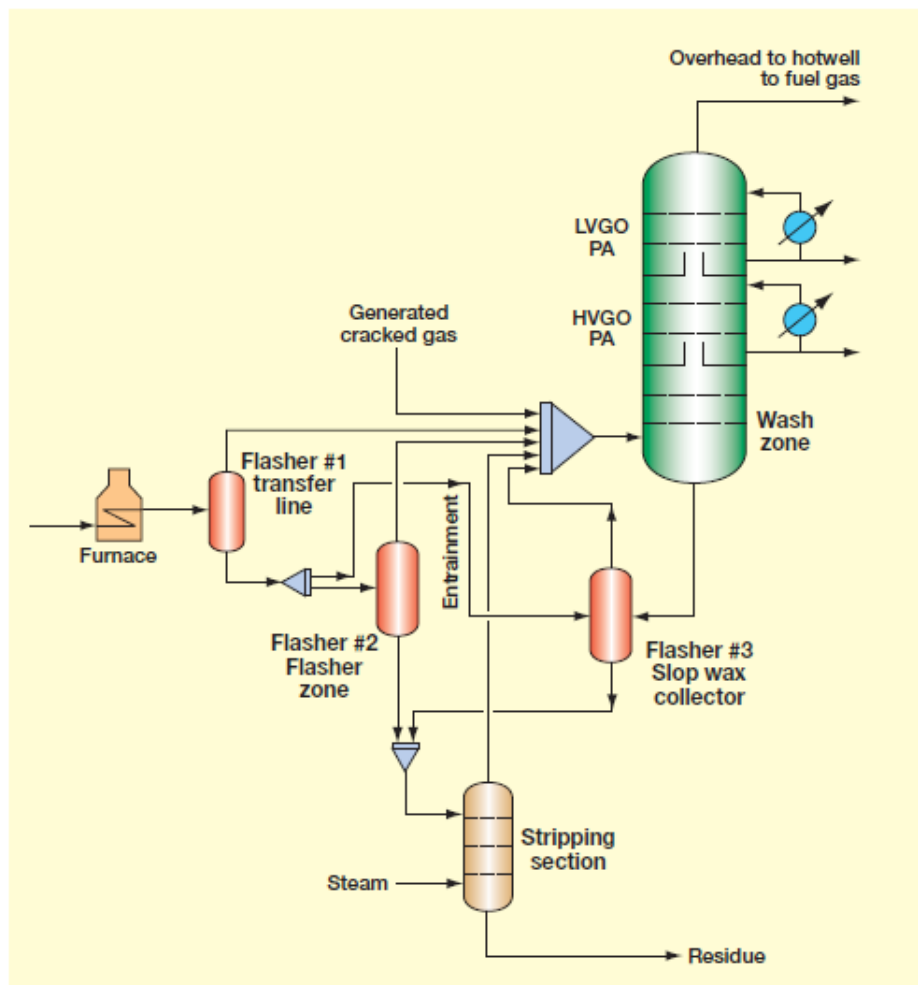 Overhead to hotwell
to fuel gas
LVGO
PA
HVGO
PA
Generated
cracked gas
Wash
zone
Flasher #1
transfer
line
Furnace
Entrainment
Flasher #2
Flasher
zone
Flasher #3
Slop wax
collector
Stripping
section
Steam
Residue